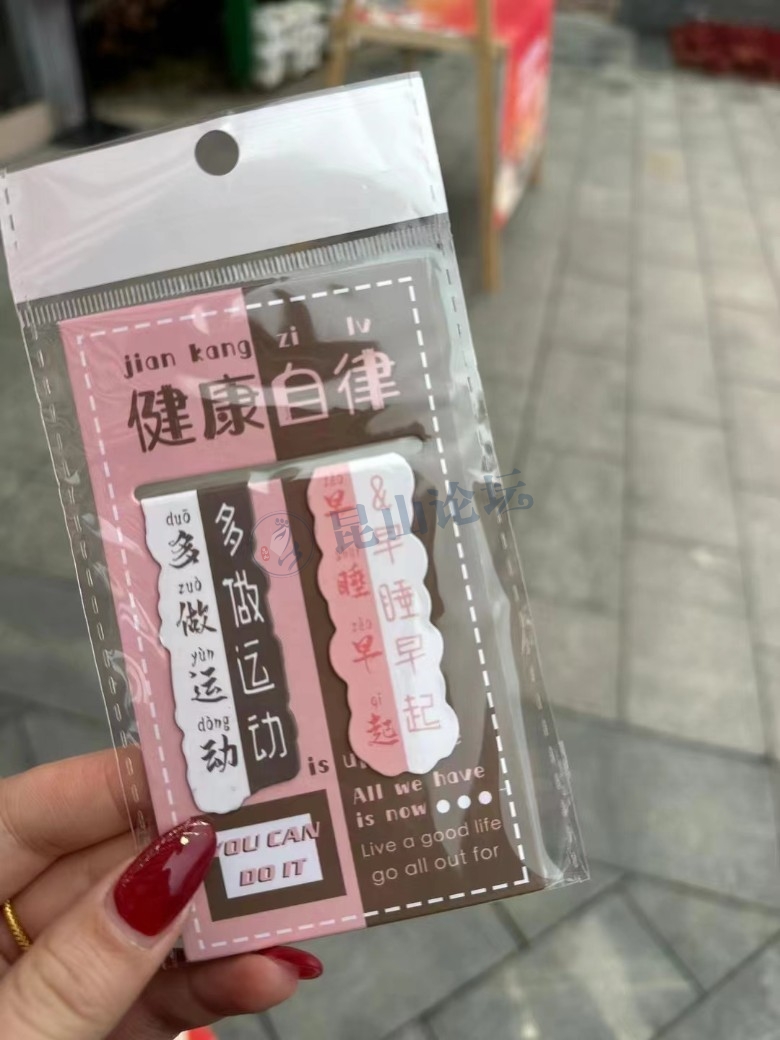 jian kang zi lv
健康自律
duō
多
zuò
做
yùn
运
dòng
动
多做运动
早
睡
zǎo
早
qǐ
起
&早睡早起
昆山论坛
is
All we have
is now
YOU CAN
DO IT
Live a good life
go all out for